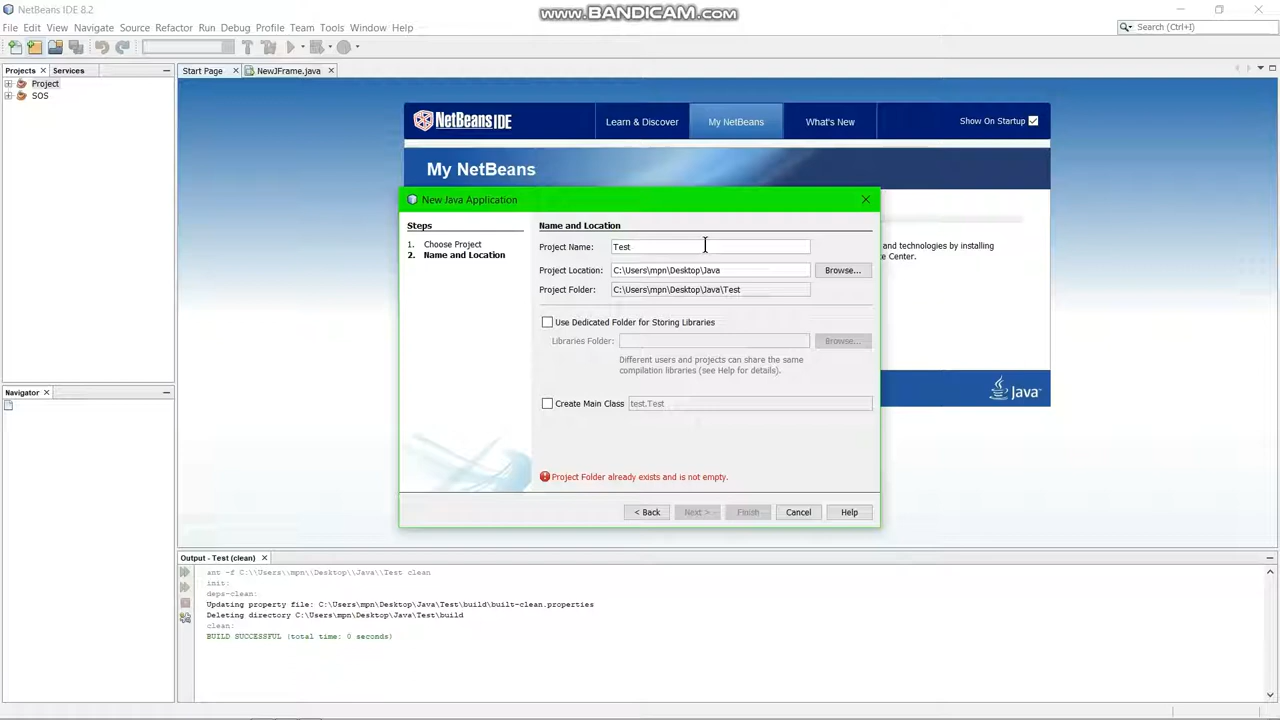 NetBeans IDE 8.2
www.BANDICAM.com
File Edit View Navigate Source Refactor Run Debug Profile Team Tools Window Help
Search (Ctrl+I)
Projects Services
Start Page NewJFrame.java
Project
SOS
NetBeans IDE
Learn & Discover My NetBeans What's New Show On Startup
My NetBeans
New Java Application
Steps
1. Choose Project
2. Name and Location
Name and Location
Project Name: Test
Project Location: C:\Users\mpn\Desktop\Java Browse...
Project Folder: C:\Users\mpn\Desktop\Java\Test
Use Dedicated Folder for Storing Libraries
Libraries Folder: Browse...
Different users and projects can share the same
compilation libraries (see Help for details).
Create Main Class test.Test
Project Folder already exists and is not empty.
< Back Next > Finish Cancel Help
and technologies by installing
e Center.
Java
Navigator
Output - Test (clean)
ant -f C:\\Users\\mpn\\Desktop\\Java\\Test clean
init:
deps-clean:
Updating property file: C:\Users\mpn\Desktop\Java\Test\build\built-clean.properties
Deleting directory C:\Users\mpn\Desktop\Java\Test\build
clean:
BUILD SUCCESSFUL (total time: 0 seconds)